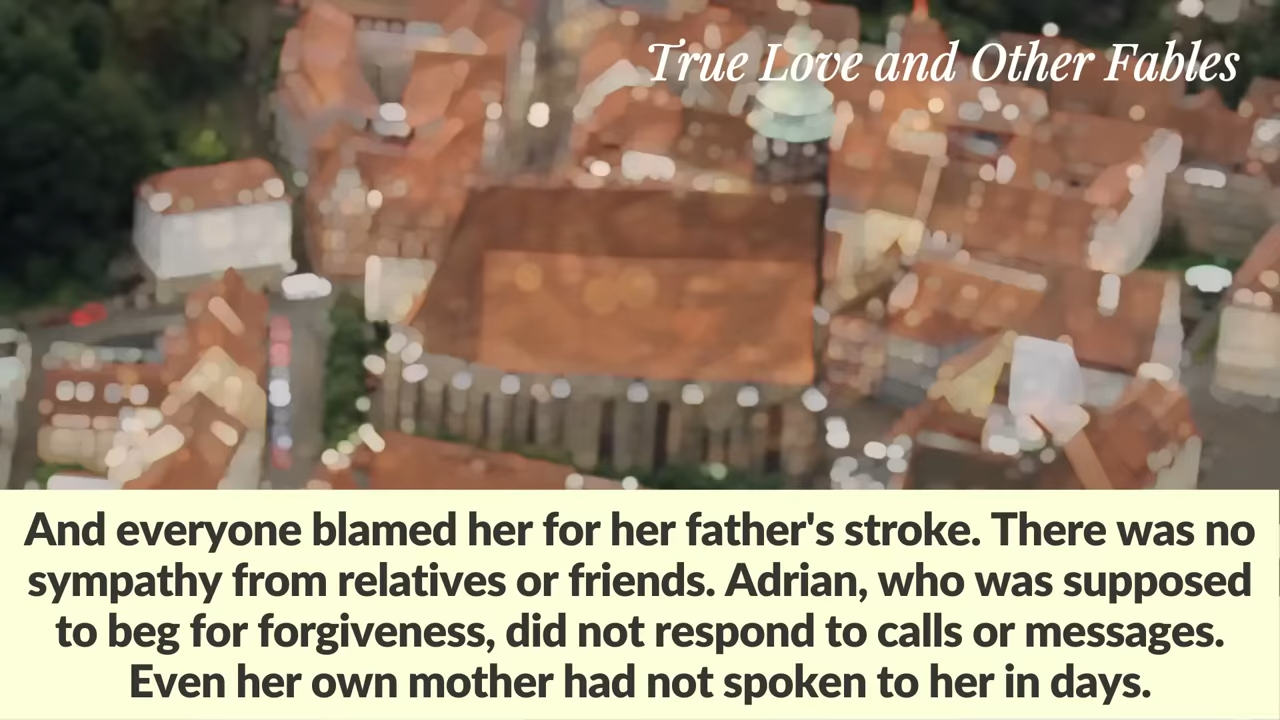 True Love and Other Fables
And everyone blamed her for her father's stroke. There was no
sympathy from relatives or friends. Adrian, who was supposed
to beg for forgiveness, did not respond to calls or messages.
Even her own mother had not spoken to her in days.